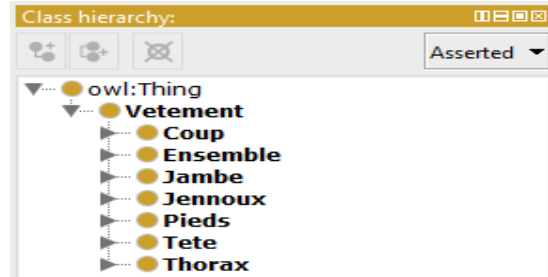 Class hierarchy:
Asserted
owl:Thing
Vetement
Coup
Ensemble
Jambe
Jennoux
Pieds
Tete
Thorax